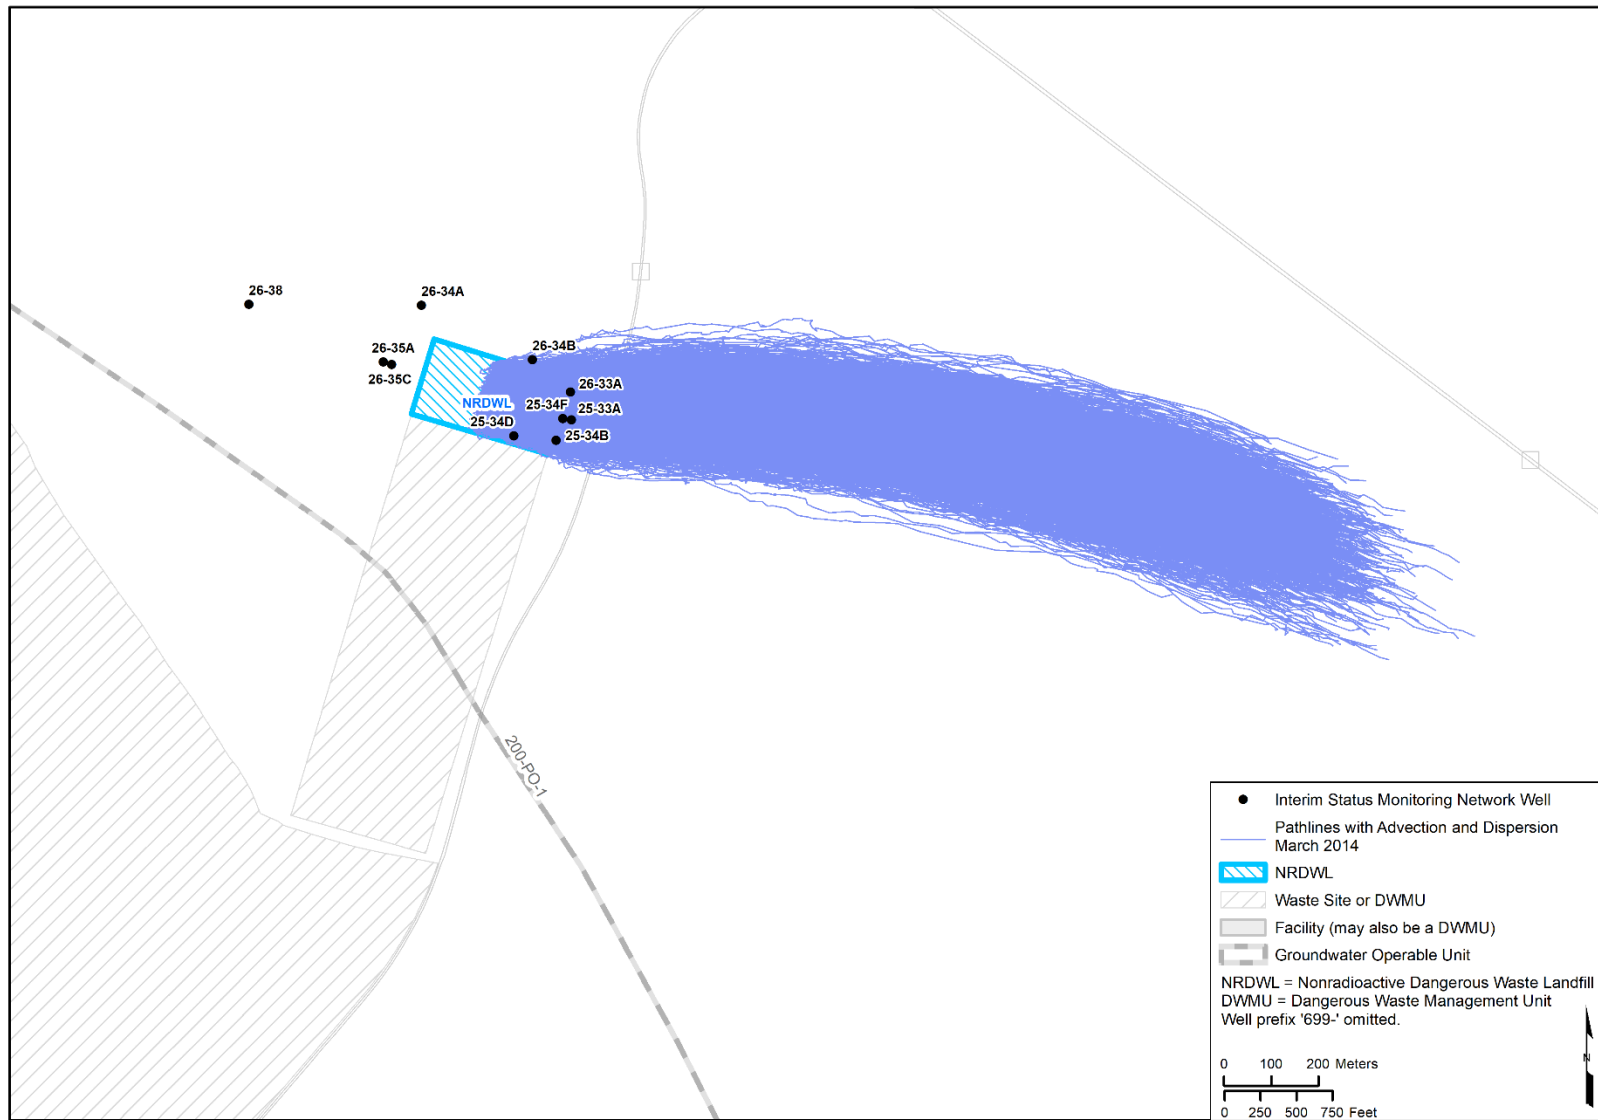 26-38
26-34A
26-35A
26-35C
26-34B
26-33A
NRDWL
25-34F
25-33A
25-34D
25-34B
200-PO-1
Interim Status Monitoring Network Well
Pathlines with Advection and Dispersion
March 2014
NRDWL
Waste Site or DWMU
Facility (may also be a DWMU)
Groundwater Operable Unit
NRDWL = Nonradioactive Dangerous Waste Landfill
DWMU = Dangerous Waste Management Unit
Well prefix '699-' omitted.
N
0 100 200 Meters
0 250 500 750 Feet